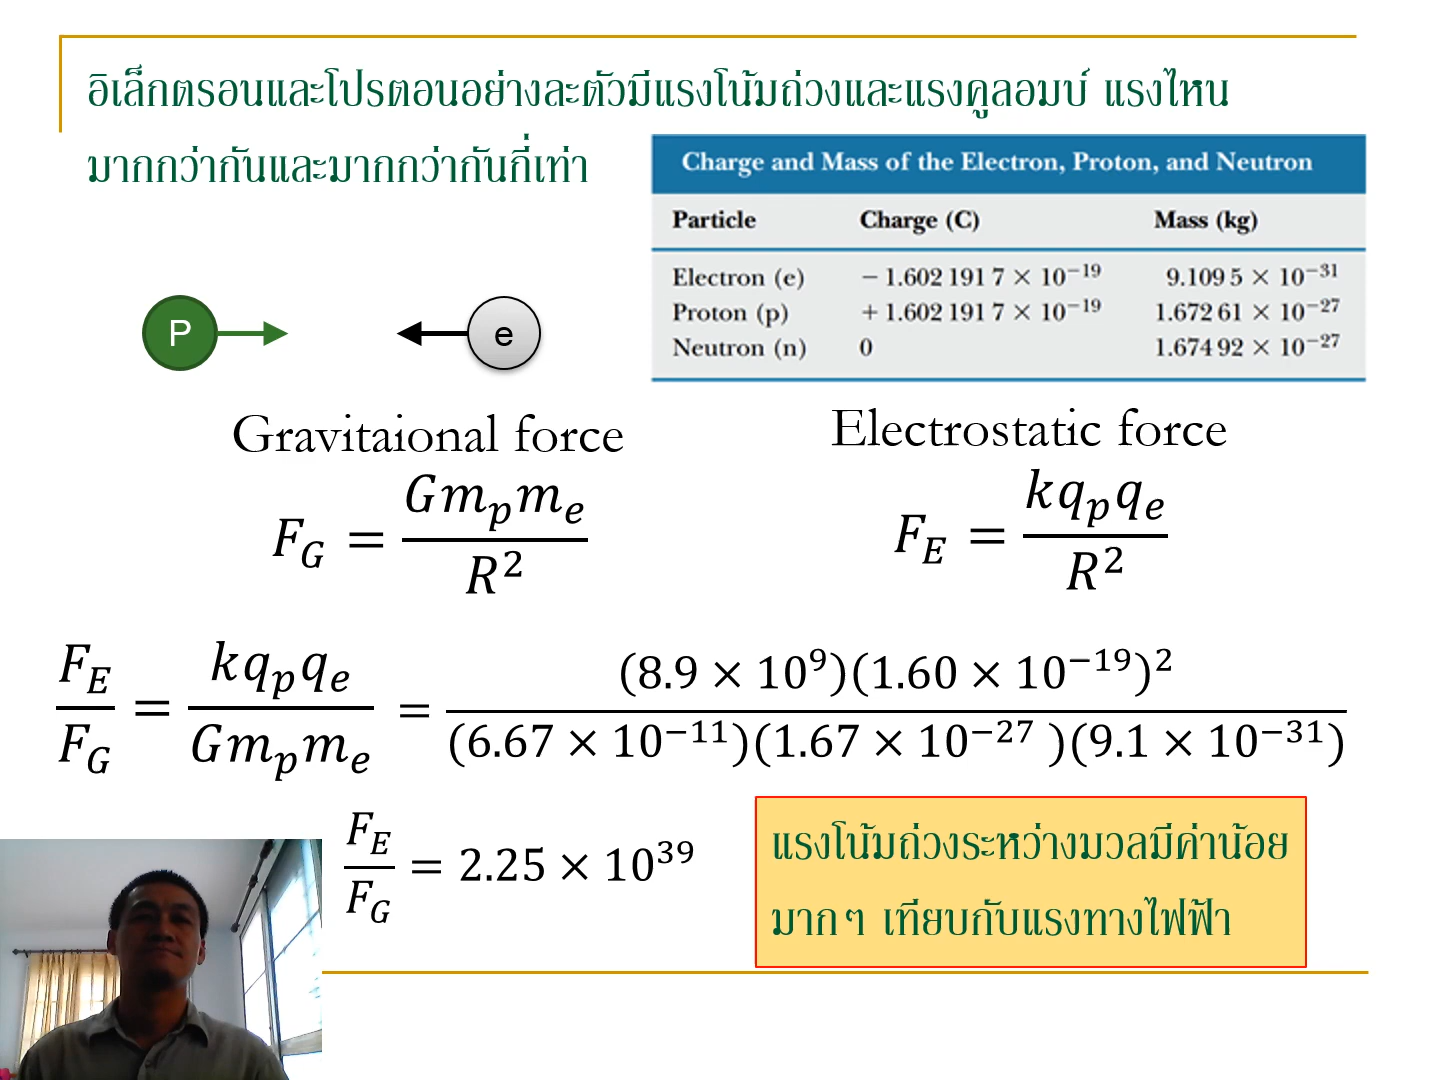 อิเล็กตรอนและโปรตอนอย่างละตัวมีแรงโน้มถ่วงและแรงคูลอมบ์ แรงไหน
มากกว่ากันและมากกว่ากันกี่เท่า
Charge and Mass of the Electron, Proton, and Neutron
Particle Charge (C) Mass (kg)
Electron (e) − 1.602 191 7 × 10⁻¹⁹ 9.109 5 × 10⁻³¹
Proton (p) + 1.602 191 7 × 10⁻¹⁹ 1.672 61 × 10⁻²⁷
Neutron (n) 0 1.674 92 × 10⁻²⁷
P e
Gravitaional force
F_G = Gm_pm_e / R²
Electrostatic force
F_E = kq_pq_e / R²
F_E / F_G = kq_pq_e / Gm_pm_e = (8.9 × 10⁹)(1.60 × 10⁻¹⁹)² / (6.67 × 10⁻¹¹)(1.67 × 10⁻²⁷ )(9.1 × 10⁻³¹)
F_E / F_G = 2.25 × 10³⁹
แรงโน้มถ่วงระหว่างมวลมีค่าน้อย
มากๆ เทียบกับแรงทางไฟฟ้า